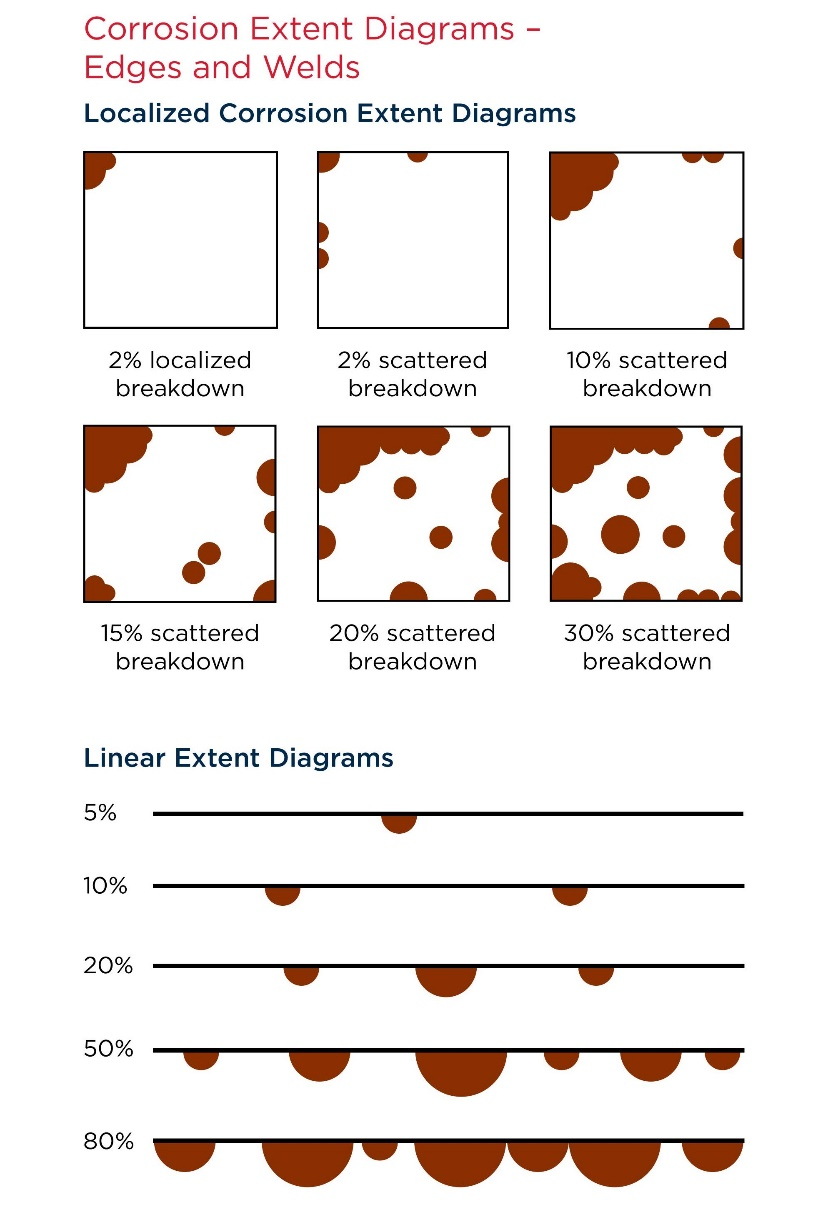 Corrosion Extent Diagrams –
Edges and Welds
Localized Corrosion Extent Diagrams
2% localized
breakdown
2% scattered
breakdown
10% scattered
breakdown
15% scattered
breakdown
20% scattered
breakdown
30% scattered
breakdown
Linear Extent Diagrams
5%
10%
20%
50%
80%